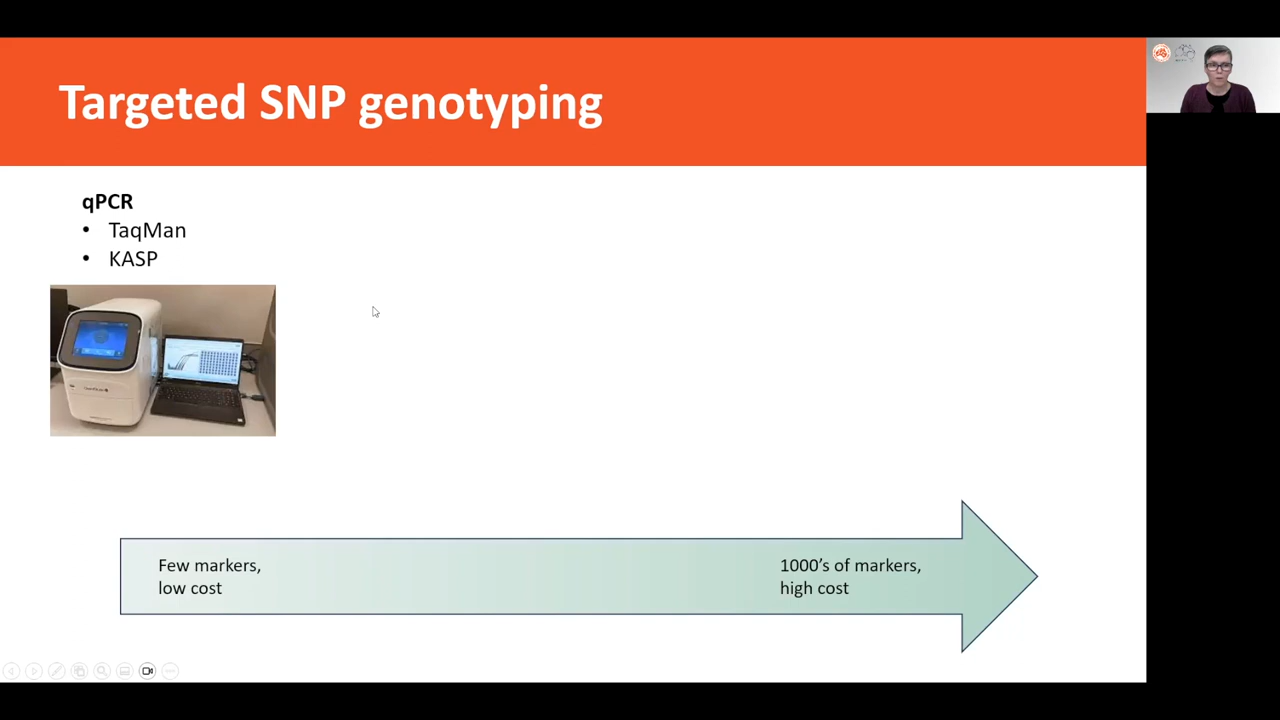 Targeted SNP genotyping
qPCR
• TaqMan
• KASP
Few markers,
low cost
1000’s of markers,
high cost